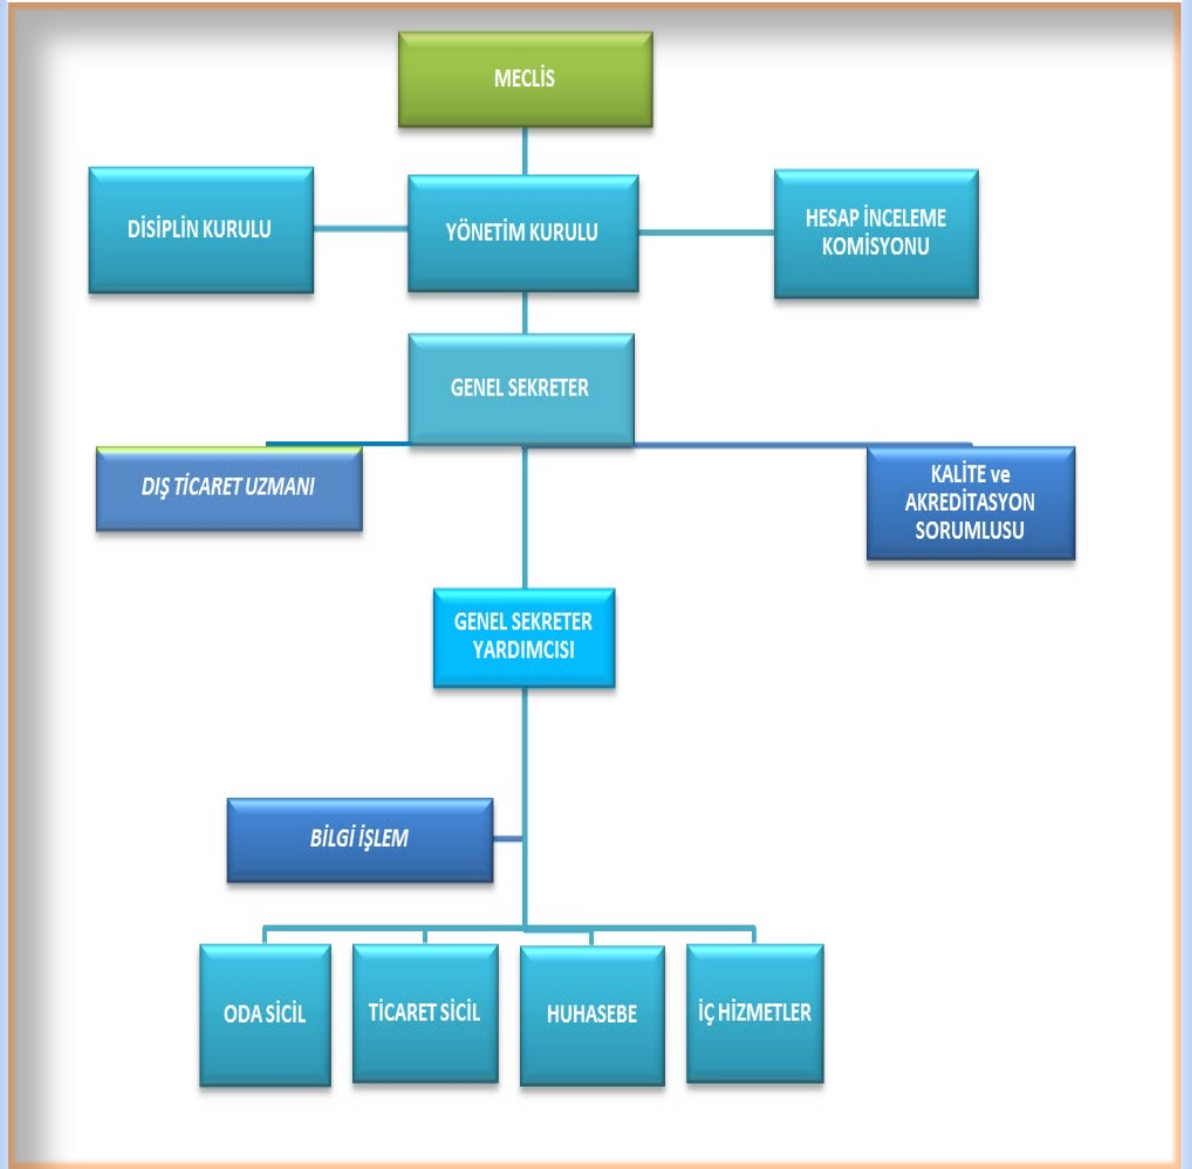 MECLİS
DİSİPLİN KURULU
YÖNETİM KURULU
HESAP İNCELEME
KOMİSYONU
GENEL SEKRETER
DIŞ TİCARET UZMANI
KALİTE ve
AKREDİTASYON
SORUMLUSU
GENEL SEKRETER
YARDIMCISI
BİLGİ İŞLEM
ODA SİCİL
TİCARET SİCİL
HUHASEBE
İÇ HİZMETLER